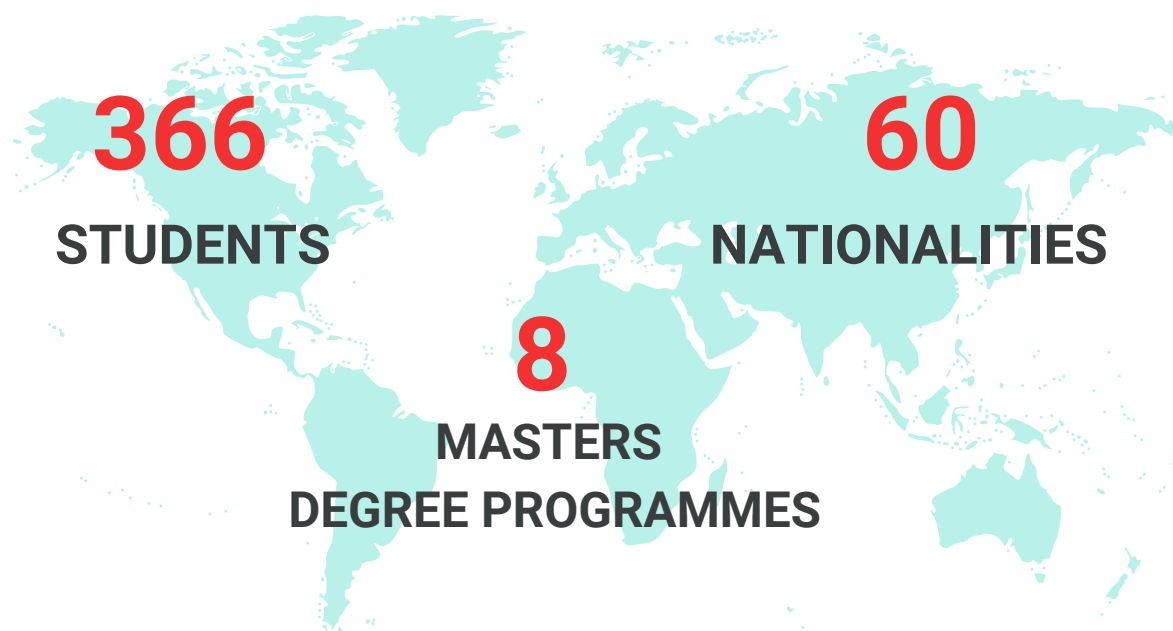 366
STUDENTS
60
NATIONALITIES
8
MASTERS
DEGREE PROGRAMMES